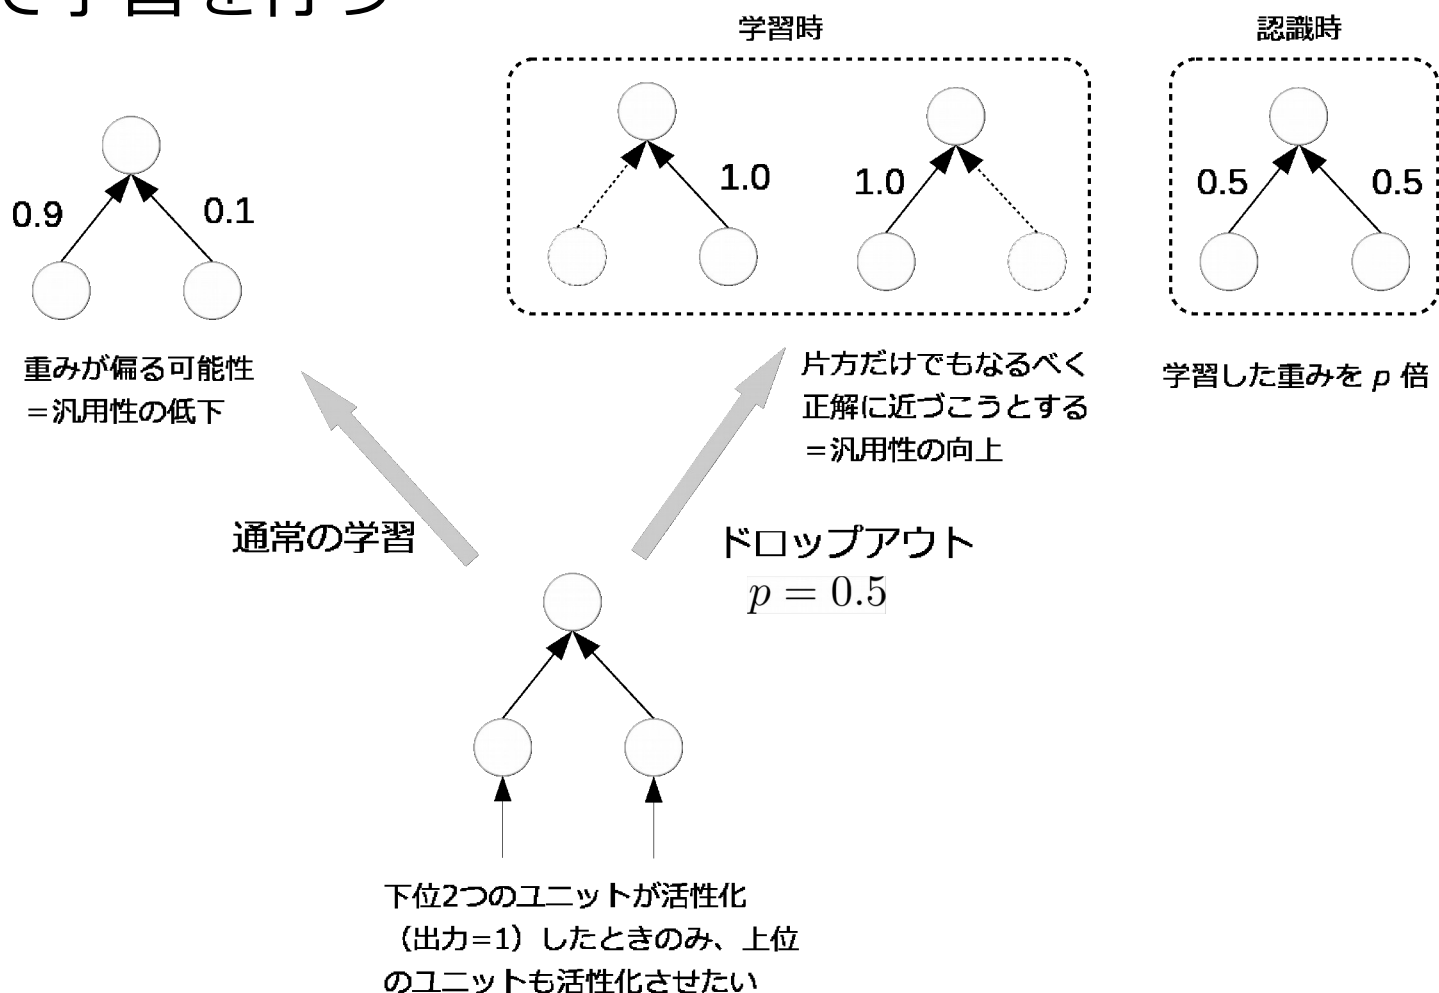 学習を行う
学習時
認識時
0.9
0.1
1.0
1.0
0.5
0.5
重みが偏る可能性
＝汎用性の低下
片方だけでもなるべく
正解に近づこうとする
＝汎用性の向上
学習した重みを p 倍
通常の学習
ドロップアウト
p = 0.5
下位2つのユニットが活性化
（出力=1）したときのみ、上位
のユニットも活性化させたい